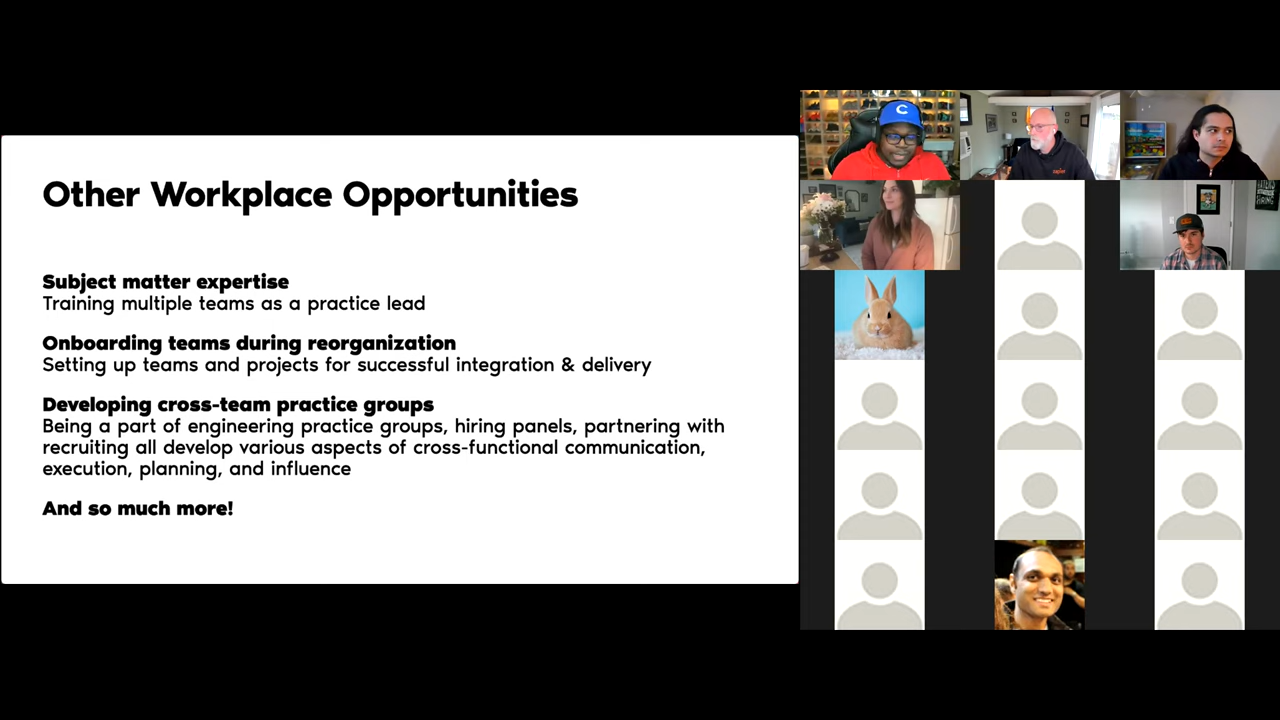 Other Workplace Opportunities
Subject matter expertise
Training multiple teams as a practice lead
Onboarding teams during reorganization
Setting up teams and projects for successful integration & delivery
Developing cross-team practice groups
Being a part of engineering practice groups, hiring panels, partnering with
recruiting all develop various aspects of cross-functional communication,
execution, planning, and influence
And so much more!
C